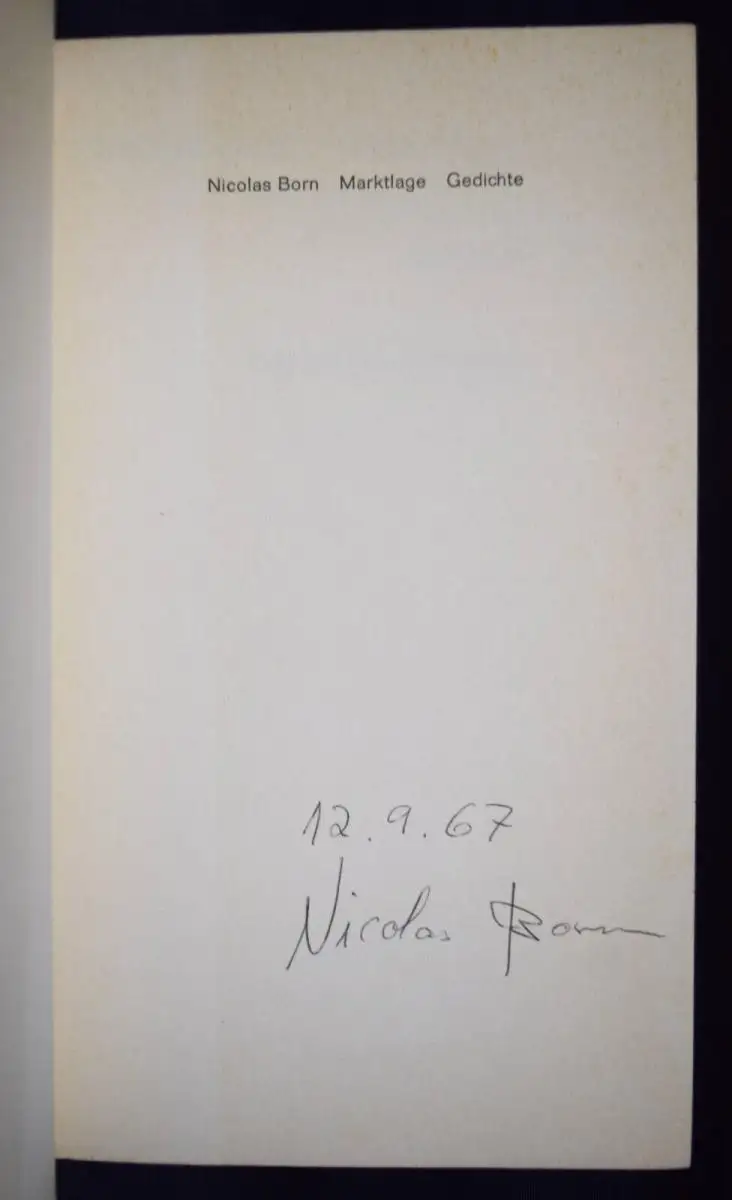 Nicolas Born Marktlage Gedichte
12.9.67
Nicolas Born